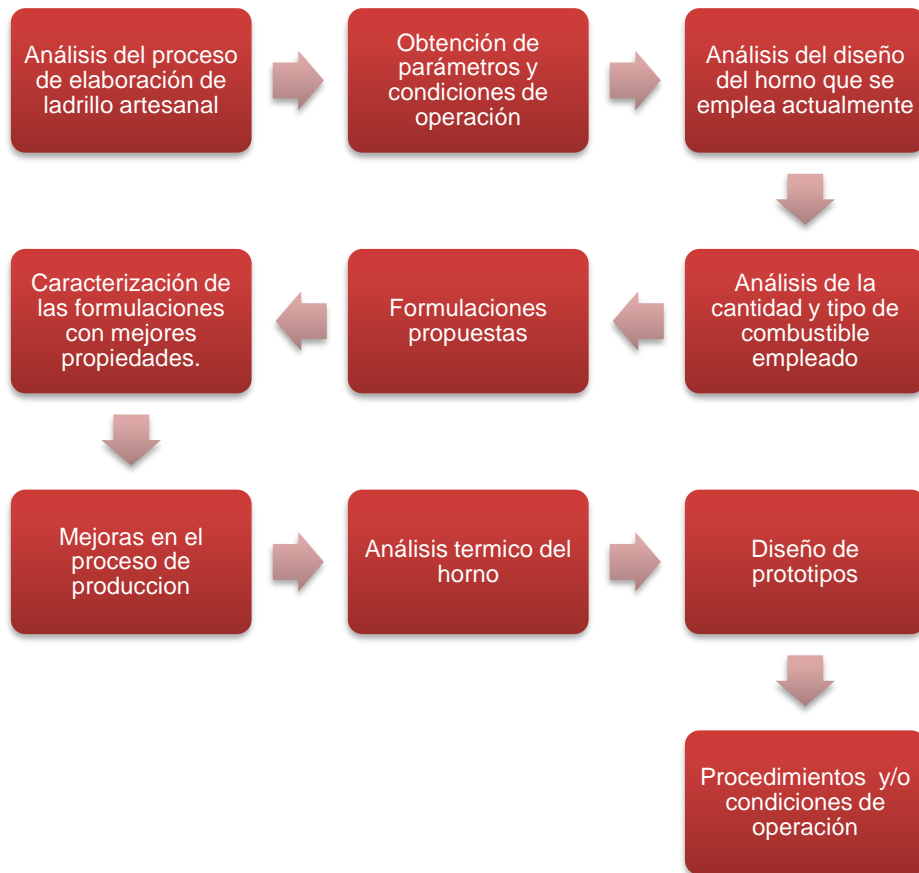 Análisis del proceso
de elaboración de
ladrillo artesanal
Obtención de
parámetros y
condiciones de
operación
Análisis del diseño
del horno que se
emplea actualmente
Análisis de la
cantidad y tipo de
combustible
empleado
Formulaciones
propuestas
Caracterización de
las formulaciones
con mejores
propiedades.
Mejoras en el
proceso de
produccion
Análisis termico del
horno
Diseño de
prototipos
Procedimientos y/o
condiciones de
operación